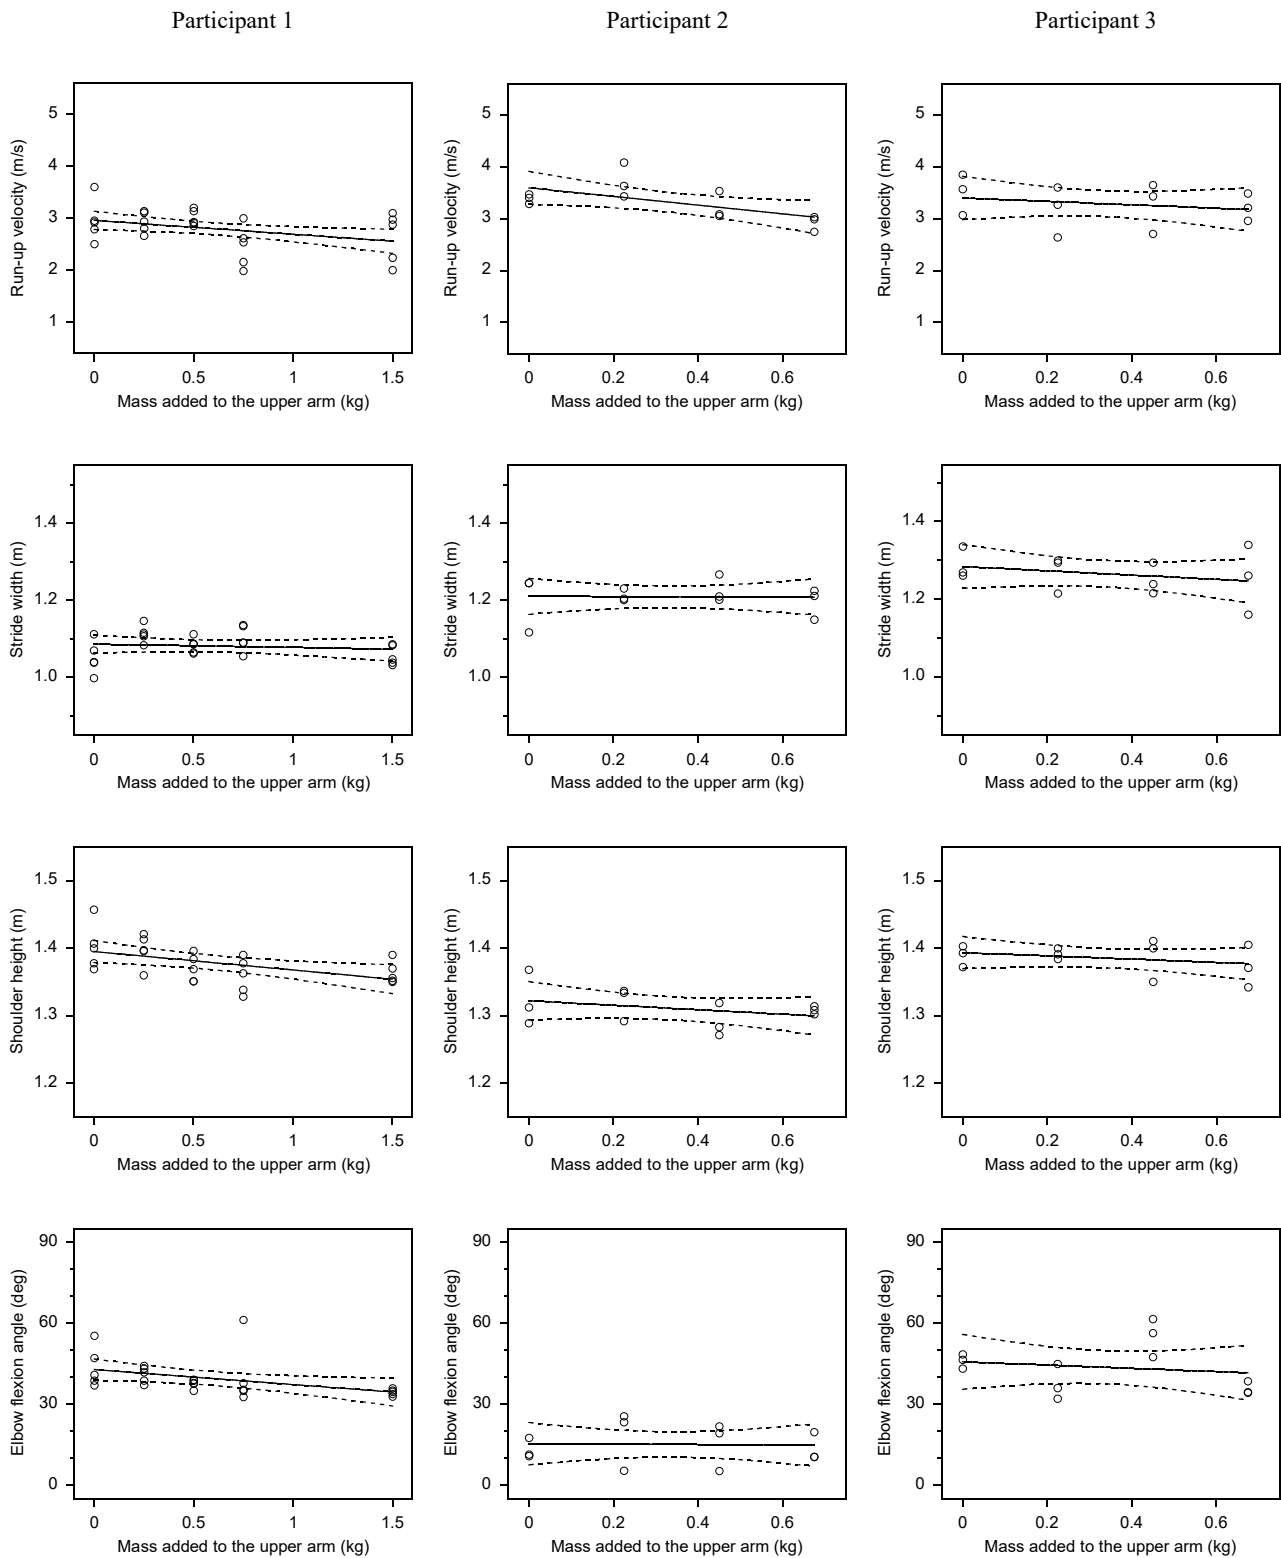 Participant 1 Participant 2 Participant 3
Run-up velocity (m/s)
5
4
3
2
1
0 0.5 1 1.5
Mass added to the upper arm (kg)
Run-up velocity (m/s)
5
4
3
2
1
0 0.2 0.4 0.6
Mass added to the upper arm (kg)
Run-up velocity (m/s)
5
4
3
2
1
0 0.2 0.4 0.6
Mass added to the upper arm (kg)
Stride width (m)
1.4
1.2
1.0
0 0.5 1 1.5
Mass added to the upper arm (kg)
Stride width (m)
1.4
1.2
1.0
0 0.2 0.4 0.6
Mass added to the upper arm (kg)
Stride width (m)
1.4
1.2
1.0
0 0.2 0.4 0.6
Mass added to the upper arm (kg)
Shoulder height (m)
1.5
1.4
1.3
1.2
0 0.5 1 1.5
Mass added to the upper arm (kg)
Shoulder height (m)
1.5
1.4
1.3
1.2
0 0.2 0.4 0.6
Mass added to the upper arm (kg)
Shoulder height (m)
1.5
1.4
1.3
1.2
0 0.2 0.4 0.6
Mass added to the upper arm (kg)
Elbow flexion angle (deg)
90
60
30
0
0 0.5 1 1.5
Mass added to the upper arm (kg)
Elbow flexion angle (deg)
90
60
30
0
0 0.2 0.4 0.6
Mass added to the upper arm (kg)
Elbow flexion angle (deg)
90
60
30
0
0 0.2 0.4 0.6
Mass added to the upper arm (kg)